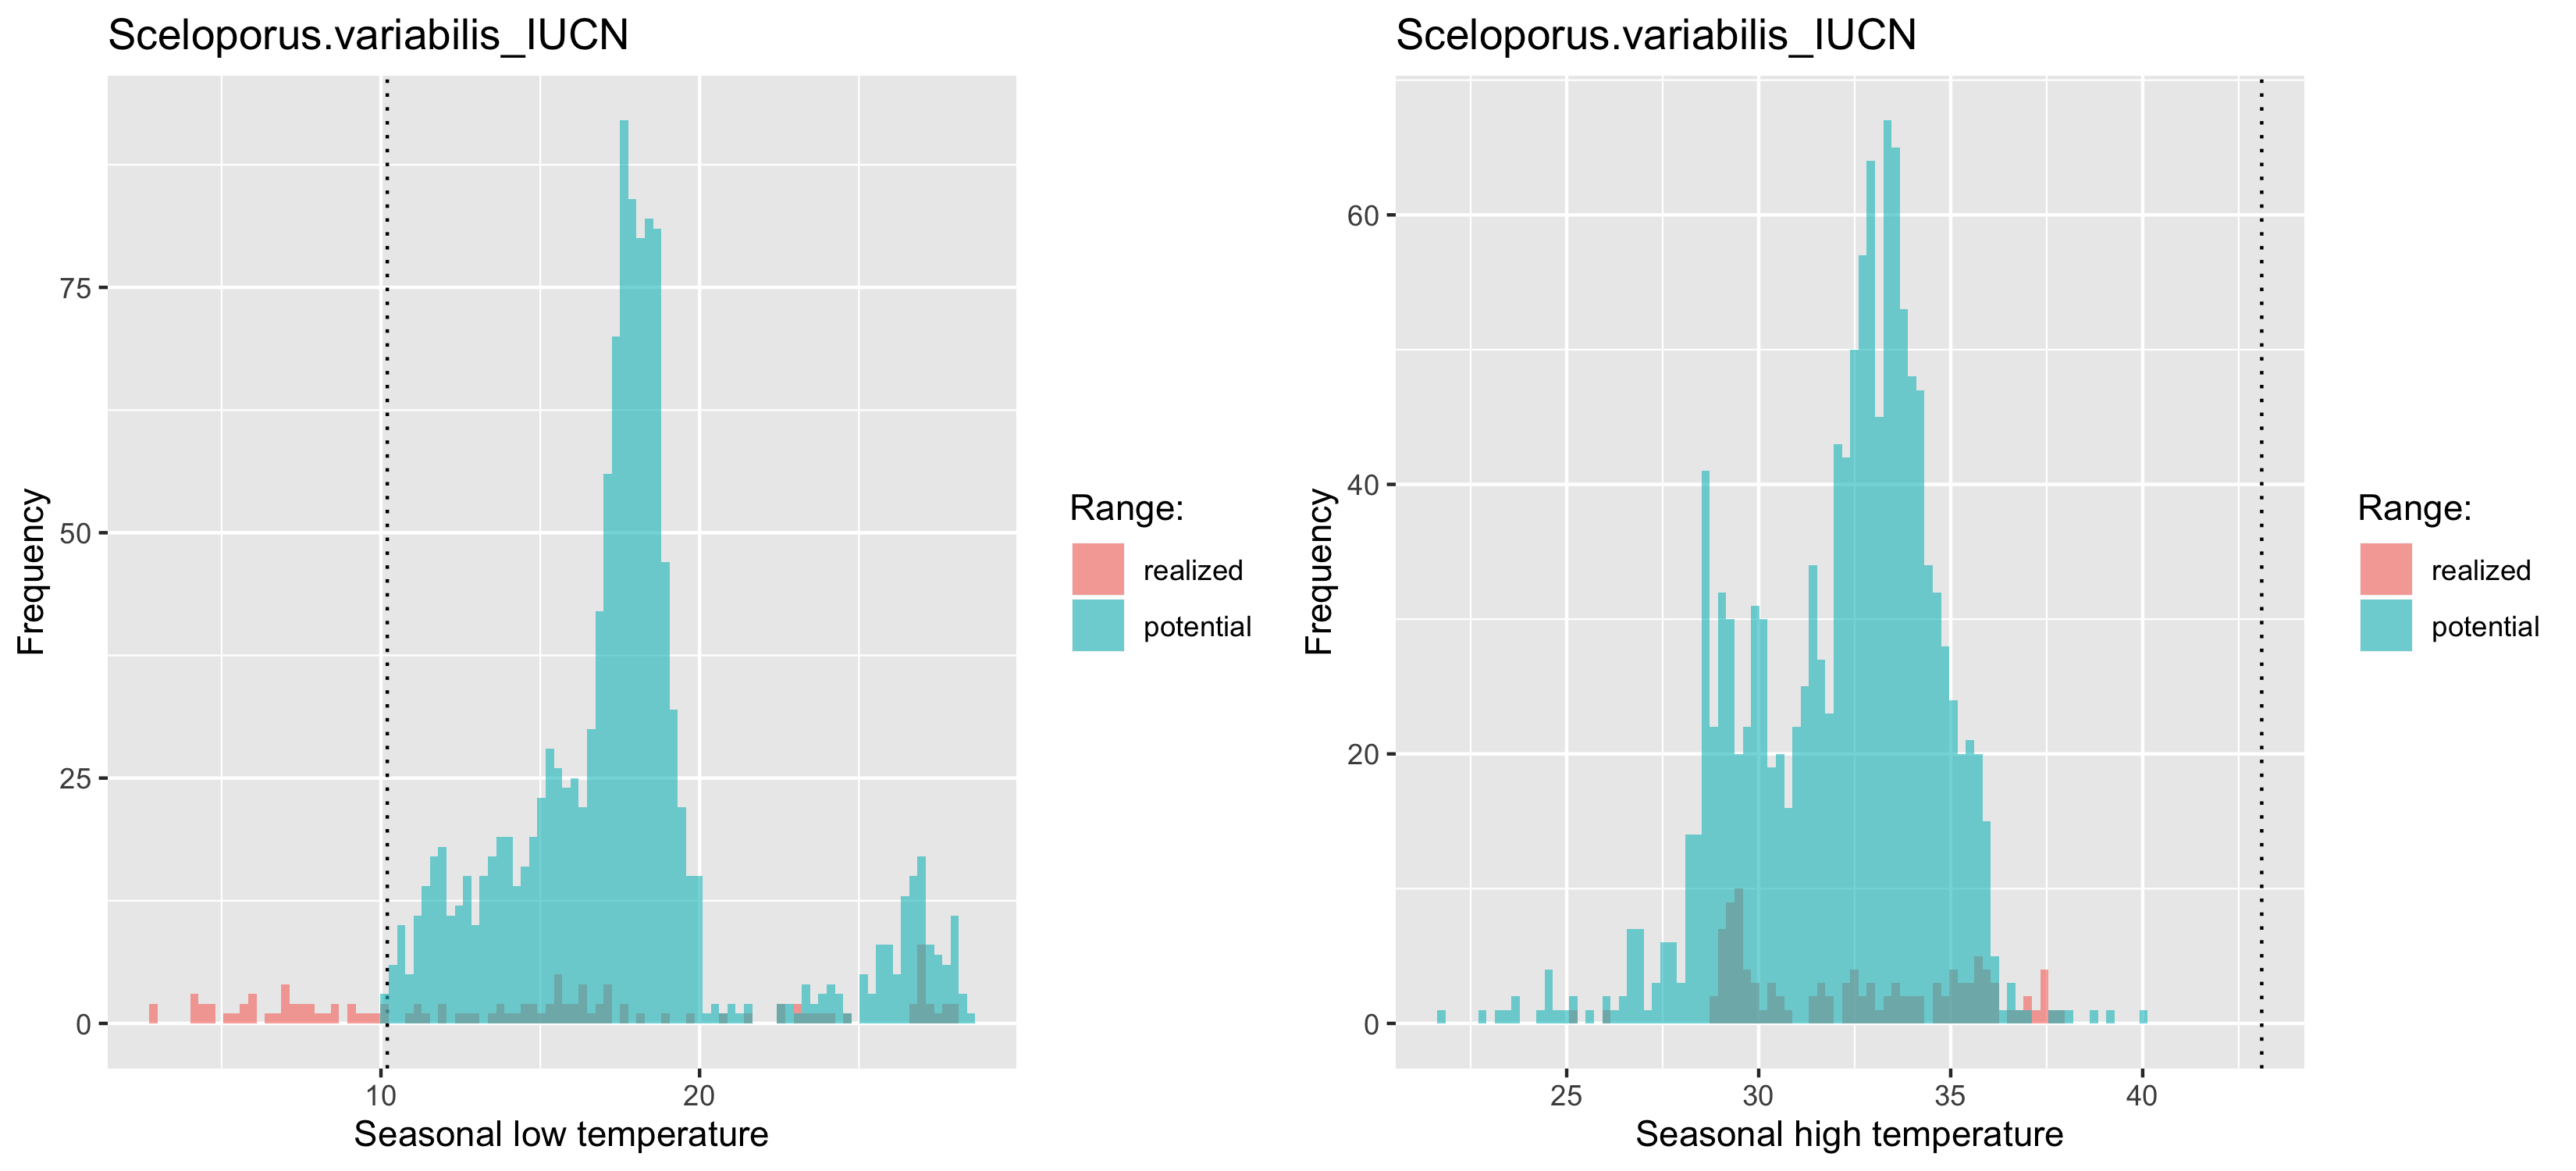 Sceloporus.variabilis_IUCN
Frequency
75
50
25
0
10
20
Seasonal low temperature
Range:
realized
potential
Sceloporus.variabilis_IUCN
Frequency
60
40
20
0
25
30
35
40
Seasonal high temperature
Range:
realized
potential